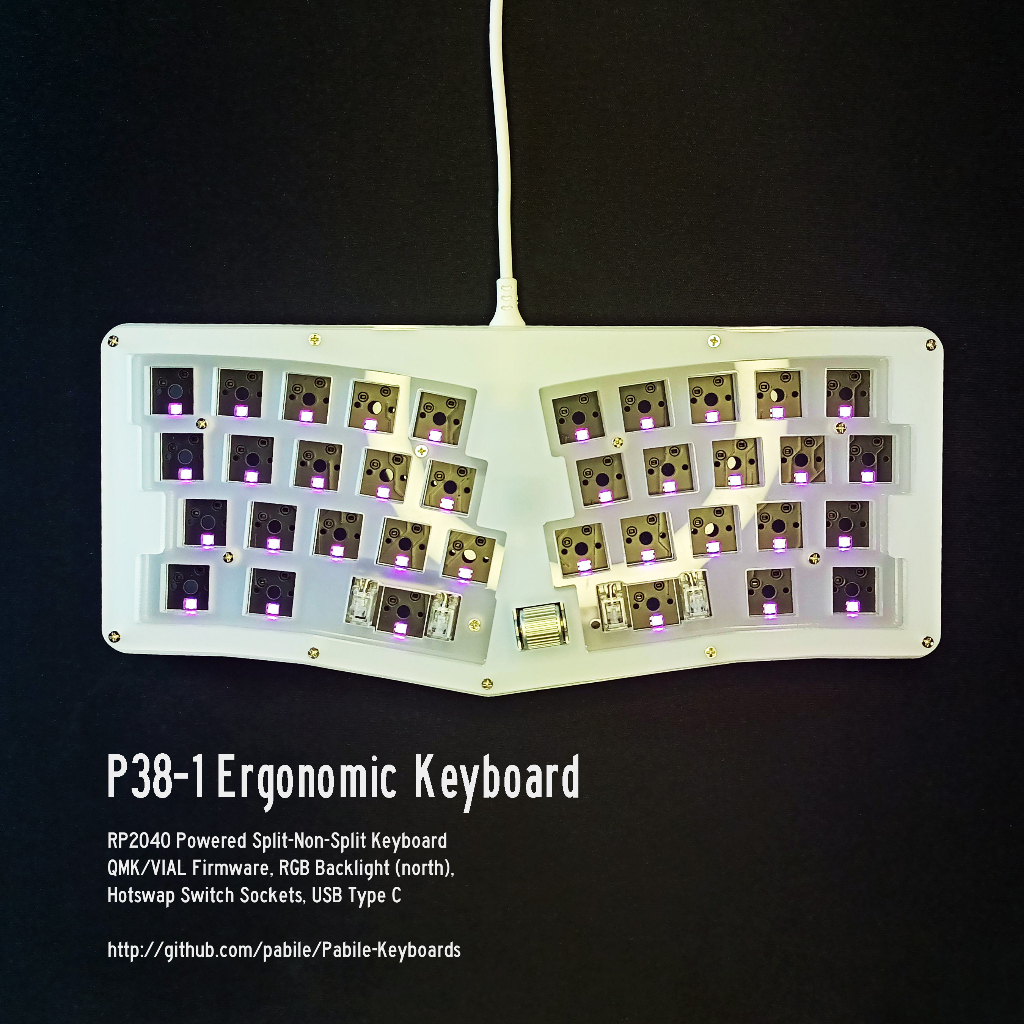 P38-1 Ergonomic Keyboard
RP2040 Powered Split-Non-Split Keyboard
QMK/VIAL Firmware, RGB Backlight (north),
Hotswap Switch Sockets, USB Type C
http://github.com/pabile/Pabile-Keyboards